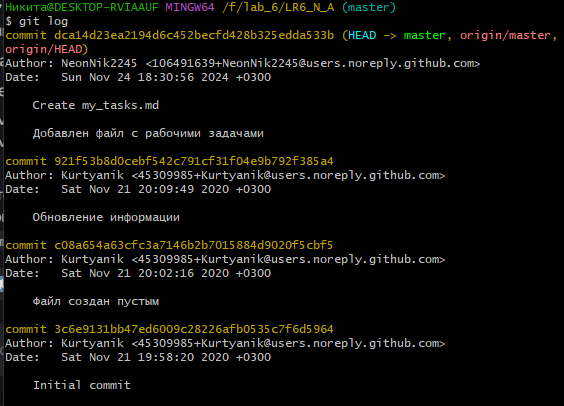 Никита@DESKTOP-RVIAAUF MINGW64 /f/lab_6/LR6_N_A (master)
$ git log
commit dca14d23ea2194d6c452becfd428b325edda533b (HEAD -> master, origin/master,
origin/HEAD)
Author: NeonNik2245 <106491639+NeonNik2245@users.noreply.github.com>
Date:   Sun Nov 24 18:30:56 2024 +0300
Create my_tasks.md
Добавлен файл с рабочими задачами
commit 921f53b8d0cebf542c791cf31f04e9b792f385a4
Author: Kurtyanik <45309985+Kurtyanik@users.noreply.github.com>
Date:   Sat Nov 21 20:09:49 2020 +0300
Обновление информации
commit c08a654a63cfc3a7146b2b7015884d9020f5cbf5
Author: Kurtyanik <45309985+Kurtyanik@users.noreply.github.com>
Date:   Sat Nov 21 20:02:16 2020 +0300
Файл создан пустым
commit 3c6e9131bb47ed6009c28226afb0535c7f6d5964
Author: Kurtyanik <45309985+Kurtyanik@users.noreply.github.com>
Date:   Sat Nov 21 19:58:20 2020 +0300
Initial commit